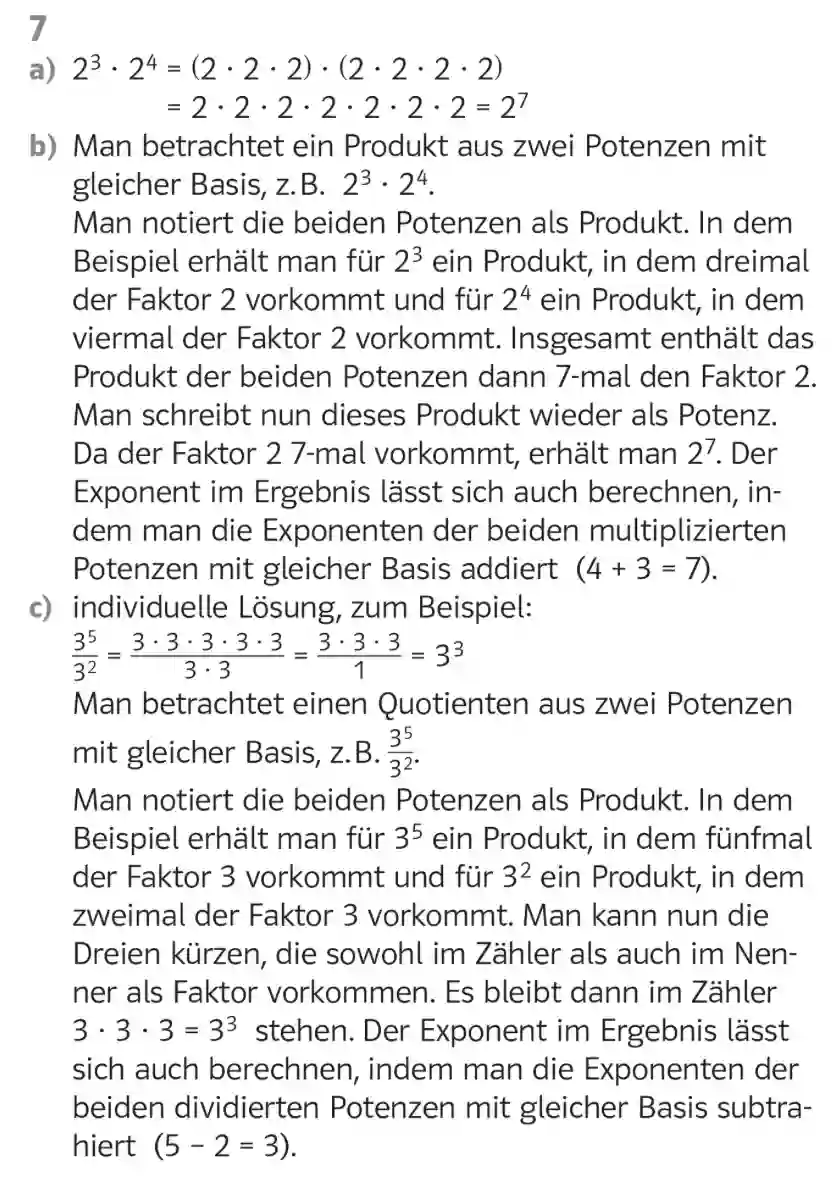 7
a) 2³ · 2⁴ = (2 · 2 · 2) · (2 · 2 · 2 · 2)
= 2 · 2 · 2 · 2 · 2 · 2 · 2 = 2⁷
b) Man betrachtet ein Produkt aus zwei Potenzen mit
gleicher Basis, z. B. 2³ · 2⁴.
Man notiert die beiden Potenzen als Produkt. In dem
Beispiel erhält man für 2³ ein Produkt, in dem dreimal
der Faktor 2 vorkommt und für 2⁴ ein Produkt, in dem
viermal der Faktor 2 vorkommt. Insgesamt enthält das
Produkt der beiden Potenzen dann 7-mal den Faktor 2.
Man schreibt nun dieses Produkt wieder als Potenz.
Da der Faktor 2 7-mal vorkommt, erhält man 2⁷. Der
Exponent im Ergebnis lässt sich auch berechnen, in-
dem man die Exponenten der beiden multiplizierten
Potenzen mit gleicher Basis addiert (4 + 3 = 7).
c) individuelle Lösung, zum Beispiel:
3⁵/3² = (3 · 3 · 3 · 3 · 3)/(3 · 3) = (3 · 3 · 3)/1 = 3³
Man betrachtet einen Quotienten aus zwei Potenzen
mit gleicher Basis, z. B. 3⁵/3².
Man notiert die beiden Potenzen als Produkt. In dem
Beispiel erhält man für 3⁵ ein Produkt, in dem fünfmal
der Faktor 3 vorkommt und für 3² ein Produkt, in dem
zweimal der Faktor 3 vorkommt. Man kann nun die
Dreien kürzen, die sowohl im Zähler als auch im Nen-
ner als Faktor vorkommen. Es bleibt dann im Zähler
3 · 3 · 3 = 3³ stehen. Der Exponent im Ergebnis lässt
sich auch berechnen, indem man die Exponenten der
beiden dividierten Potenzen mit gleicher Basis subtra-
hiert (5 − 2 = 3).